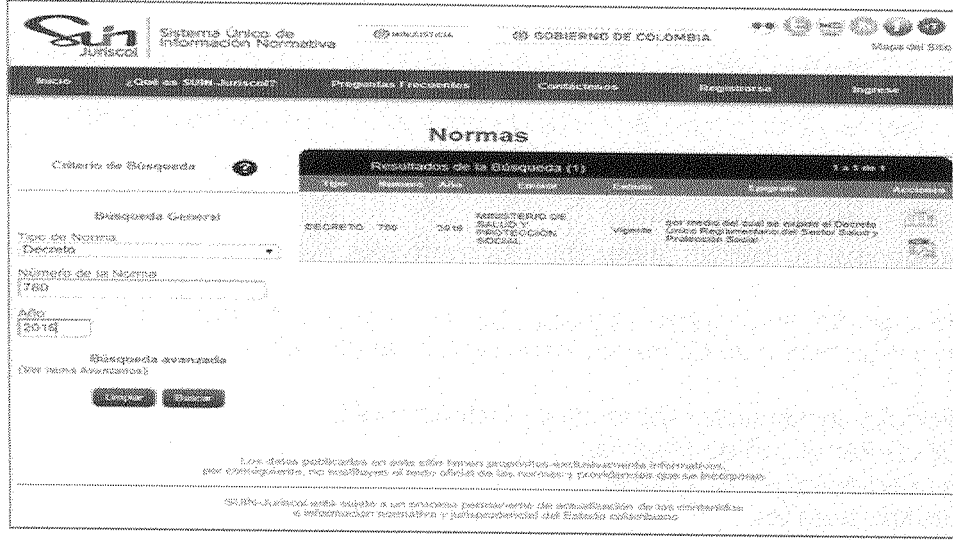 Suin
Juriscol
Sistema Único de
Información Normativa
MINJUSTICIA
GOBIERNO DE COLOMBIA
Mapa del Sitio
Inicio
¿Qué es SUIN-Juriscol?
Preguntas Frecuentes
Contáctenos
Registrarse
Ingrese
Normas
Criterio de Búsqueda
?
Resultados de la Búsqueda (1)
1 a 1 de 1
Tipo Número Año Emisor Estado Epígrafe Acciones
DECRETO 780 2016
MINISTERIO DE
SALUD Y
PROTECCIÓN
SOCIAL
Vigente
por medio del cual se expide el Decreto
Único Reglamentario del Sector Salud y
Protección Social
Búsqueda General
Tipo de Norma
Decreto
Número de la Norma
780
Año
2016
Búsqueda avanzada
(Ver Tema Avanzados)
Limpiar Buscar
Los datos publicados en este sitio tienen propósitos exclusivamente informativos,
por consiguiente, no sustituyen el texto oficial de las normas y providencias que se incorporan.
SUIN-Juriscol está sujeto a un proceso permanente de actualización de los contenidos
e información normativa y jurisprudencial del Estado colombiano